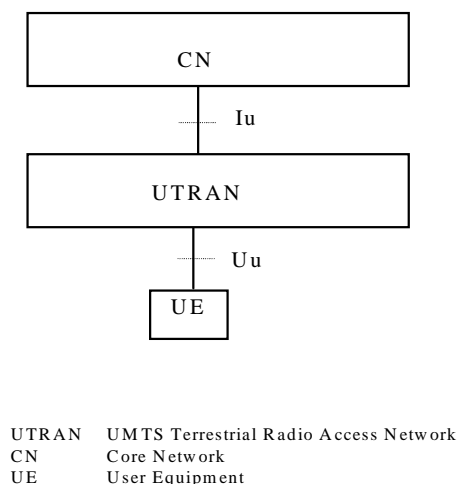 CN
Iu
UTRAN
Uu
UE
UTRAN UMTS Terrestrial Radio Access Network
CN Core Network
UE User Equipment